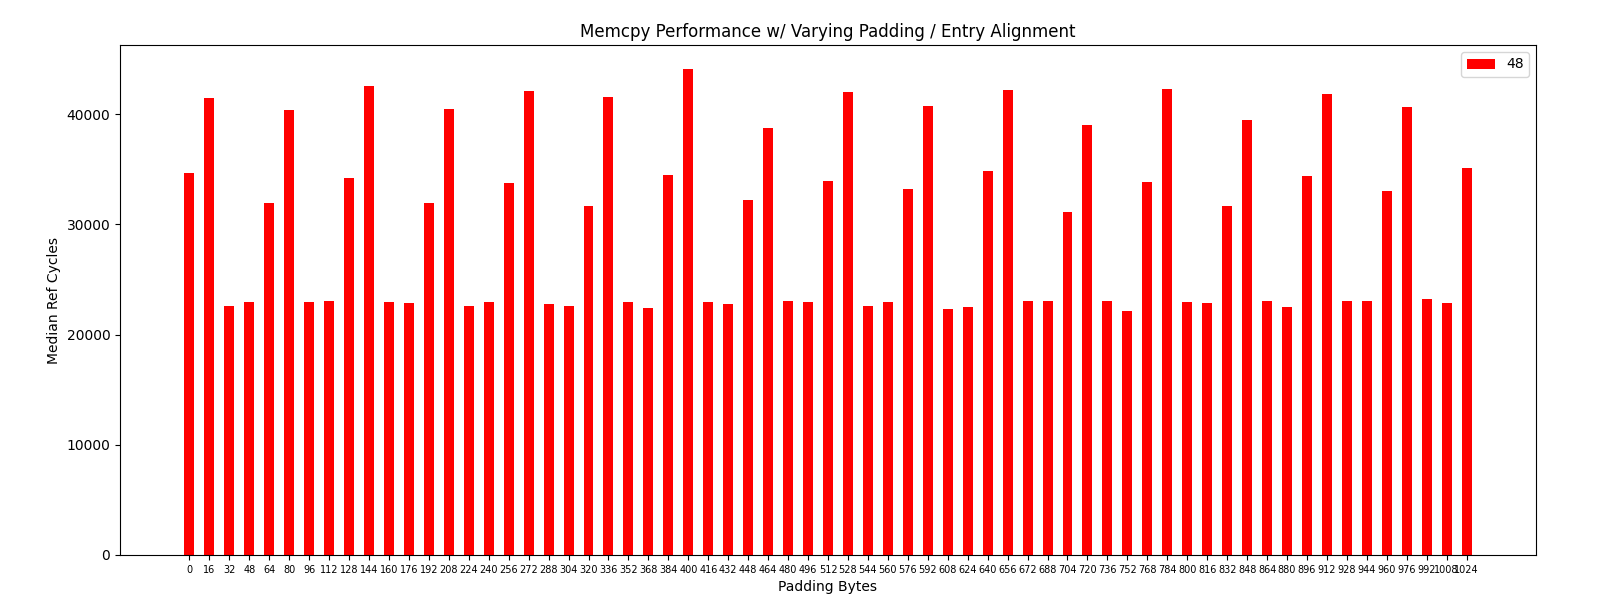 Memcpy Performance w/ Varying Padding / Entry Alignment
48
40000
30000
20000
10000
0
Median Ref Cycles
0 16 32 48 64 80 96 112 128 144 160 176 192 208 224 240 256 272 288 304 320 336 352 368 384 400 416 432 448 464 480 496 512 528 544 560 576 592 608 624 640 656 672 688 704 720 736 752 768 784 800 816 832 848 864 880 896 912 928 944 960 976 992 1008 1024
Padding Bytes